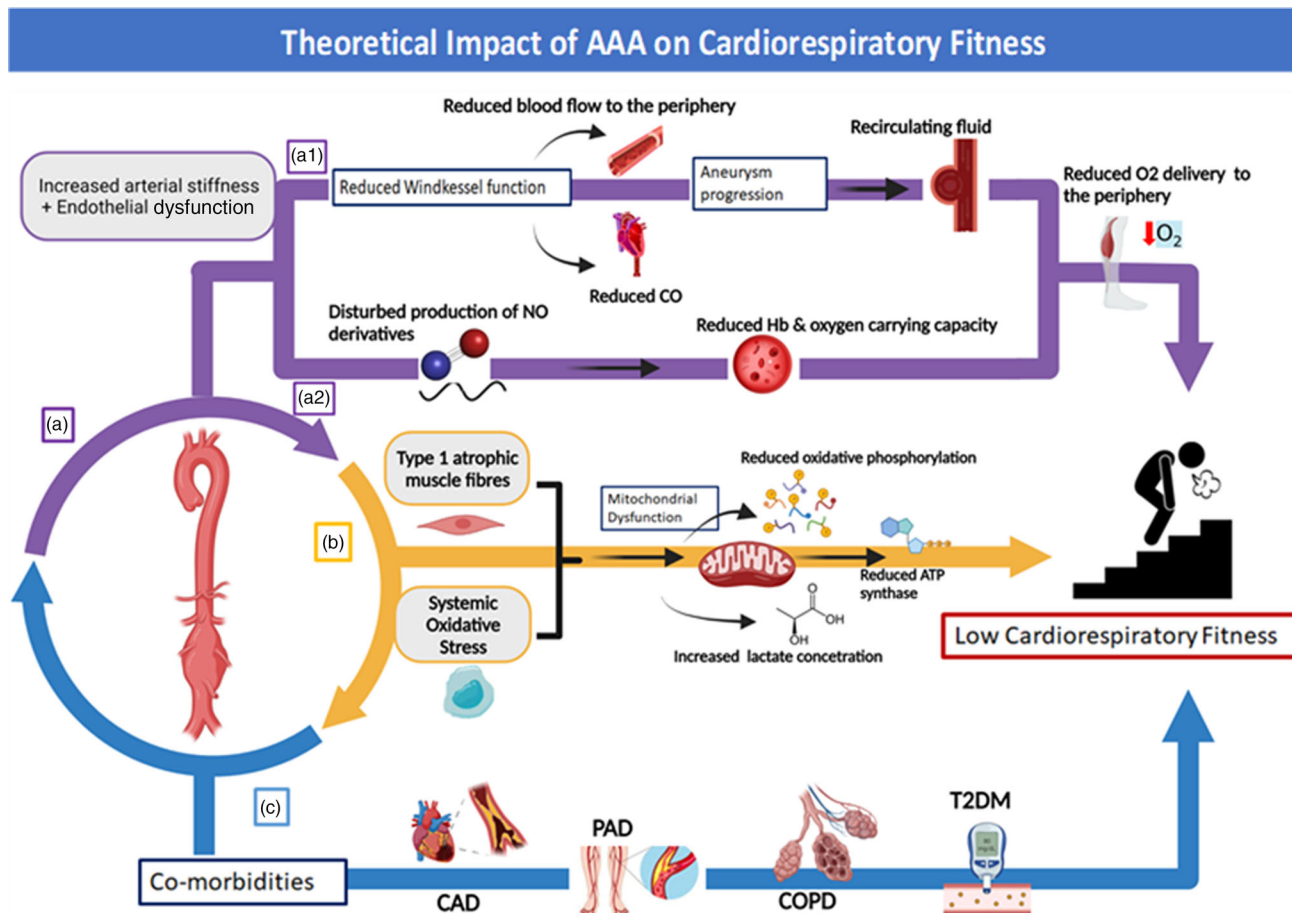 Theoretical Impact of AAA on Cardiorespiratory Fitness
Reduced blood flow to the periphery
Recirculating fluid
(a1)
Increased arterial stiffness
+ Endothelial dysfunction
Reduced Windkessel function
Aneurysm
progression
Reduced O2 delivery to
the periphery
O2
Reduced CO
Disturbed production of NO
derivatives
Reduced Hb & oxygen carrying capacity
(a)
(a2)
Type 1 atrophic
muscle fibres
Reduced oxidative phosphorylation
Mitochondrial
Dysfunction
(b)
Reduced ATP
synthase
Systemic
Oxidative
Stress
O
OH
OH
Increased lactate concetration
Low Cardiorespiratory Fitness
(c)
Co-morbidities
CAD
PAD
COPD
T2DM